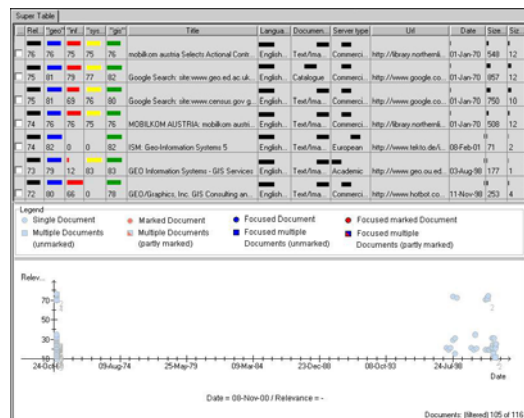 Super Table
Rel... "geo" "inf... "sys... "gis" Title Langua... Documen... Server type Url Date Size... Siz...
76 76 75 76 76 mobilkom austria Selects Actional Contr... English... Text/Ima... Commerci... http://library.northernli... 01-Jan-70 548 12
75 81 79 77 82 Google Search: site:www.geo.ed.ac.uk... English... Catalogue Commerci... http://www.google.co... 01-Jan-70 857 12
75 81 69 76 80 Google Search: site:www.census.gov g... English... Text/Ima... Commerci... http://www.google.co... 01-Jan-70 750 10
74 76 76 75 76 MOBILKOM AUSTRIA: mobilkom austri... English... Text/Ima... Commerci... http://library.northernli... 01-Jan-70 508 12
74 82 0 0 82 ISM: Geo-Information Systems 5 English... Text/Ima... European http://www.tekto.de/i... 08-Feb-01 71 2
73 79 12 83 83 GEO Information Systems - GIS Services English... Text/Ima... Academic http://www.geo.ou.ed... 03-Aug-98 177 1
72 80 66 0 78 GEO/Graphics, Inc. GIS Consulting an... English... Text/Ima... Commerci... http://www.hotbot.co... 11-Nov-98 253 4
Legend
Single Document Marked Document Focused Document Focused marked Document
Multiple Documents (unmarked) Multiple Documents (partly marked) Focused multiple Documents (unmarked) Focused multiple Documents (partly marked)
Relev...
70
50
30
10
24-Oct-69 09-Aug-74 25-May-79 09-Mar-84 23-Dec-88 08-Oct-93 24-Jul-98
Date
Date = 08-Nov-00 / Relevance = -
Documents: (filtered) 105 of 116